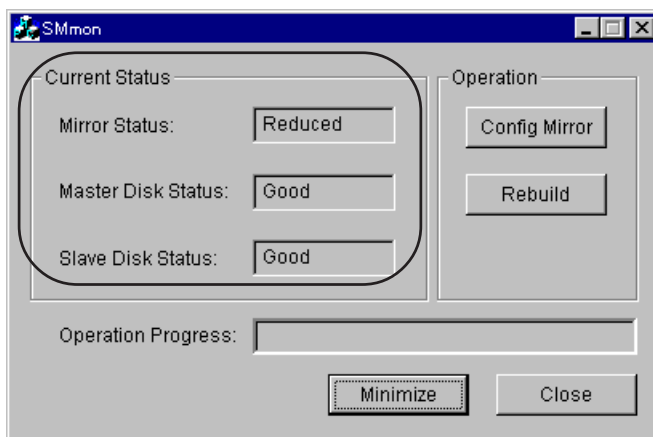 SMmon
Current Status
Mirror Status: Reduced
Master Disk Status: Good
Slave Disk Status: Good
Operation
Config Mirror
Rebuild
Operation Progress:
Minimize Close